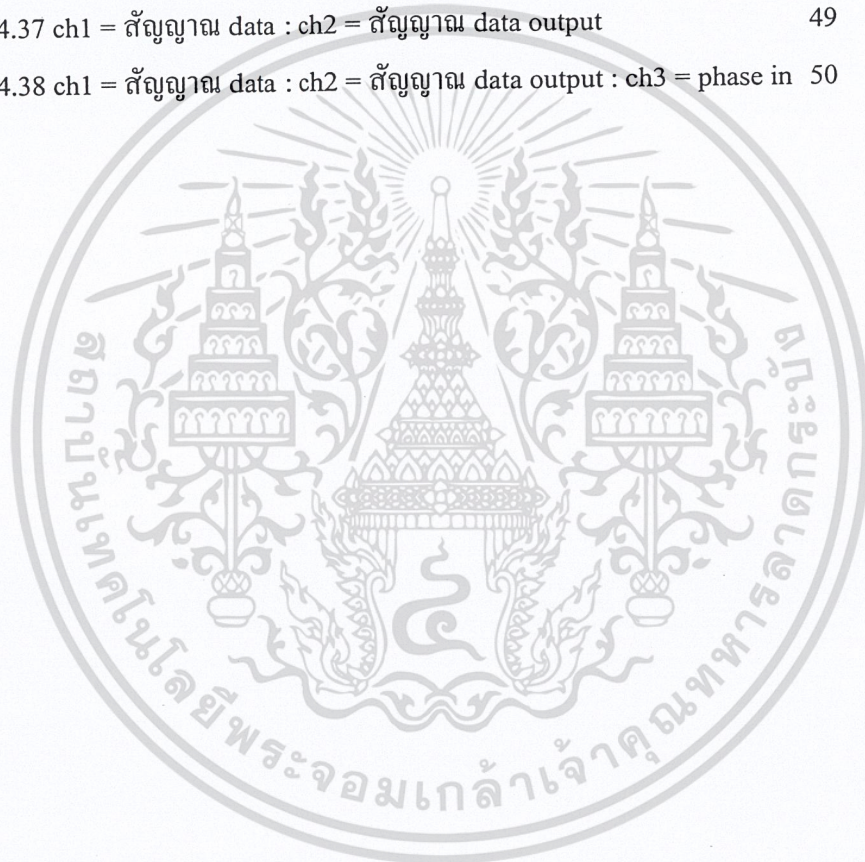 4.37 ch1 = สัญญาณ data : ch2 = สัญญาณ data output 49
4.38 ch1 = สัญญาณ data : ch2 = สัญญาณ data output : ch3 = phase in 50
สถาบันเทคโนโลยีพระจอมเกล้าเจ้าคุณทหารลาดกระบัง
๔